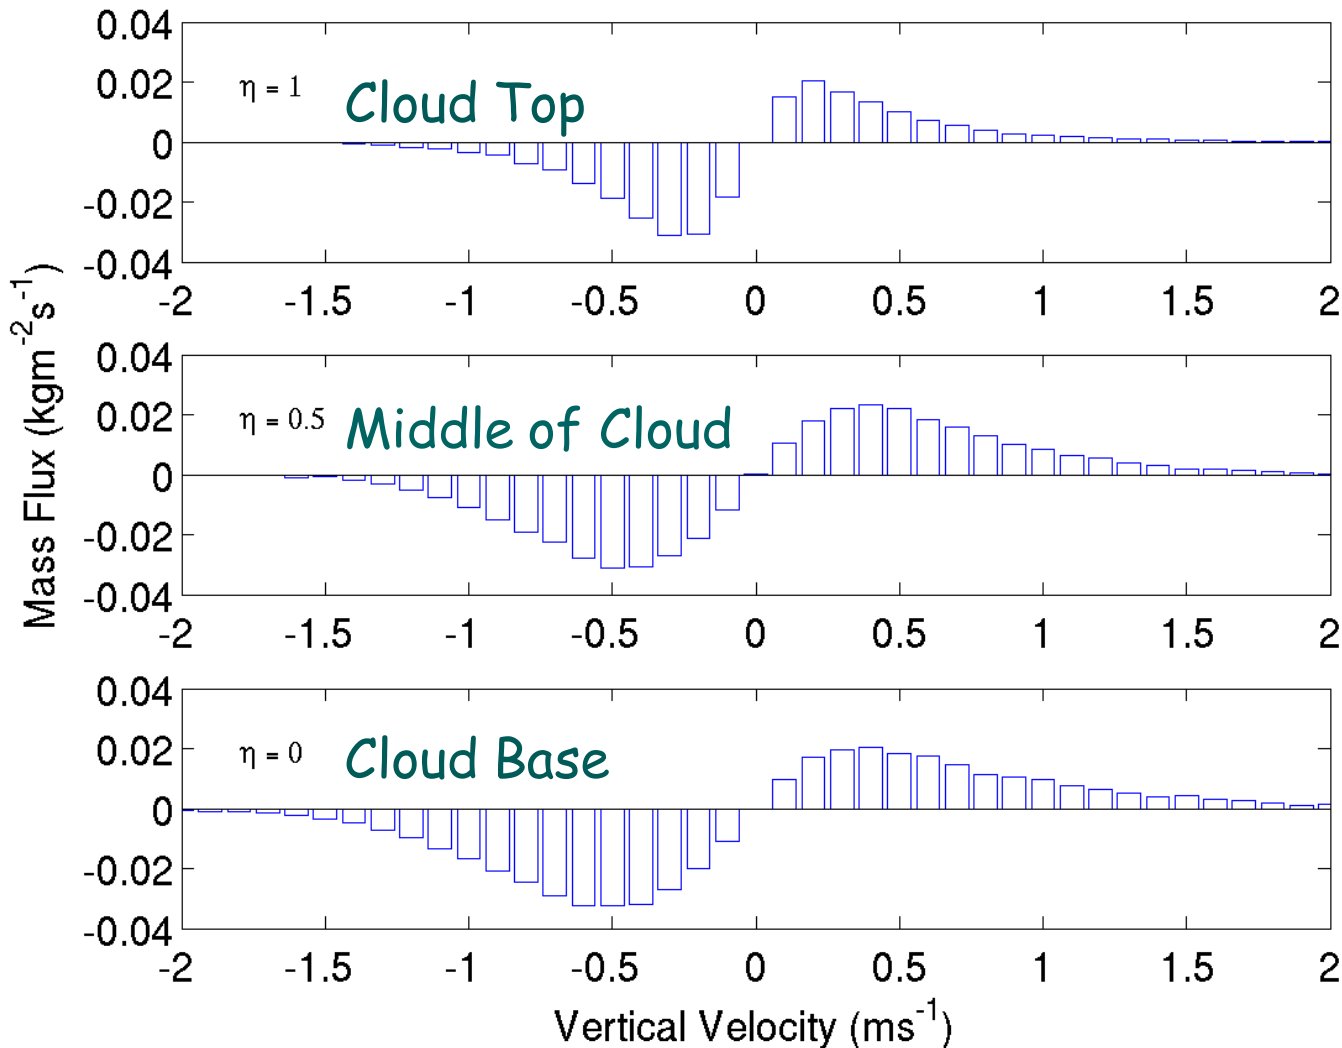 0.04
0.02
0
-0.02
-0.04
η = 1
Cloud Top
-2 -1.5 -1 -0.5 0 0.5 1 1.5 2
Mass Flux (kgm⁻²s⁻¹)
0.04
0.02
0
-0.02
-0.04
η = 0.5
Middle of Cloud
-2 -1.5 -1 -0.5 0 0.5 1 1.5 2
0.04
0.02
0
-0.02
-0.04
η = 0
Cloud Base
-2 -1.5 -1 -0.5 0 0.5 1 1.5 2
Vertical Velocity (ms⁻¹)